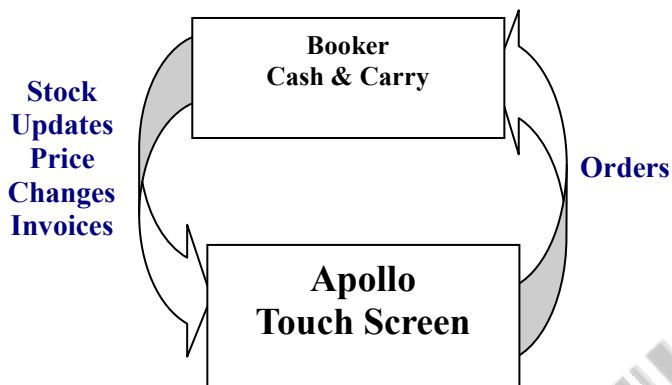 Booker
Cash & Carry
Stock
Updates
Price
Changes
Invoices
Orders
Apollo
Touch Screen